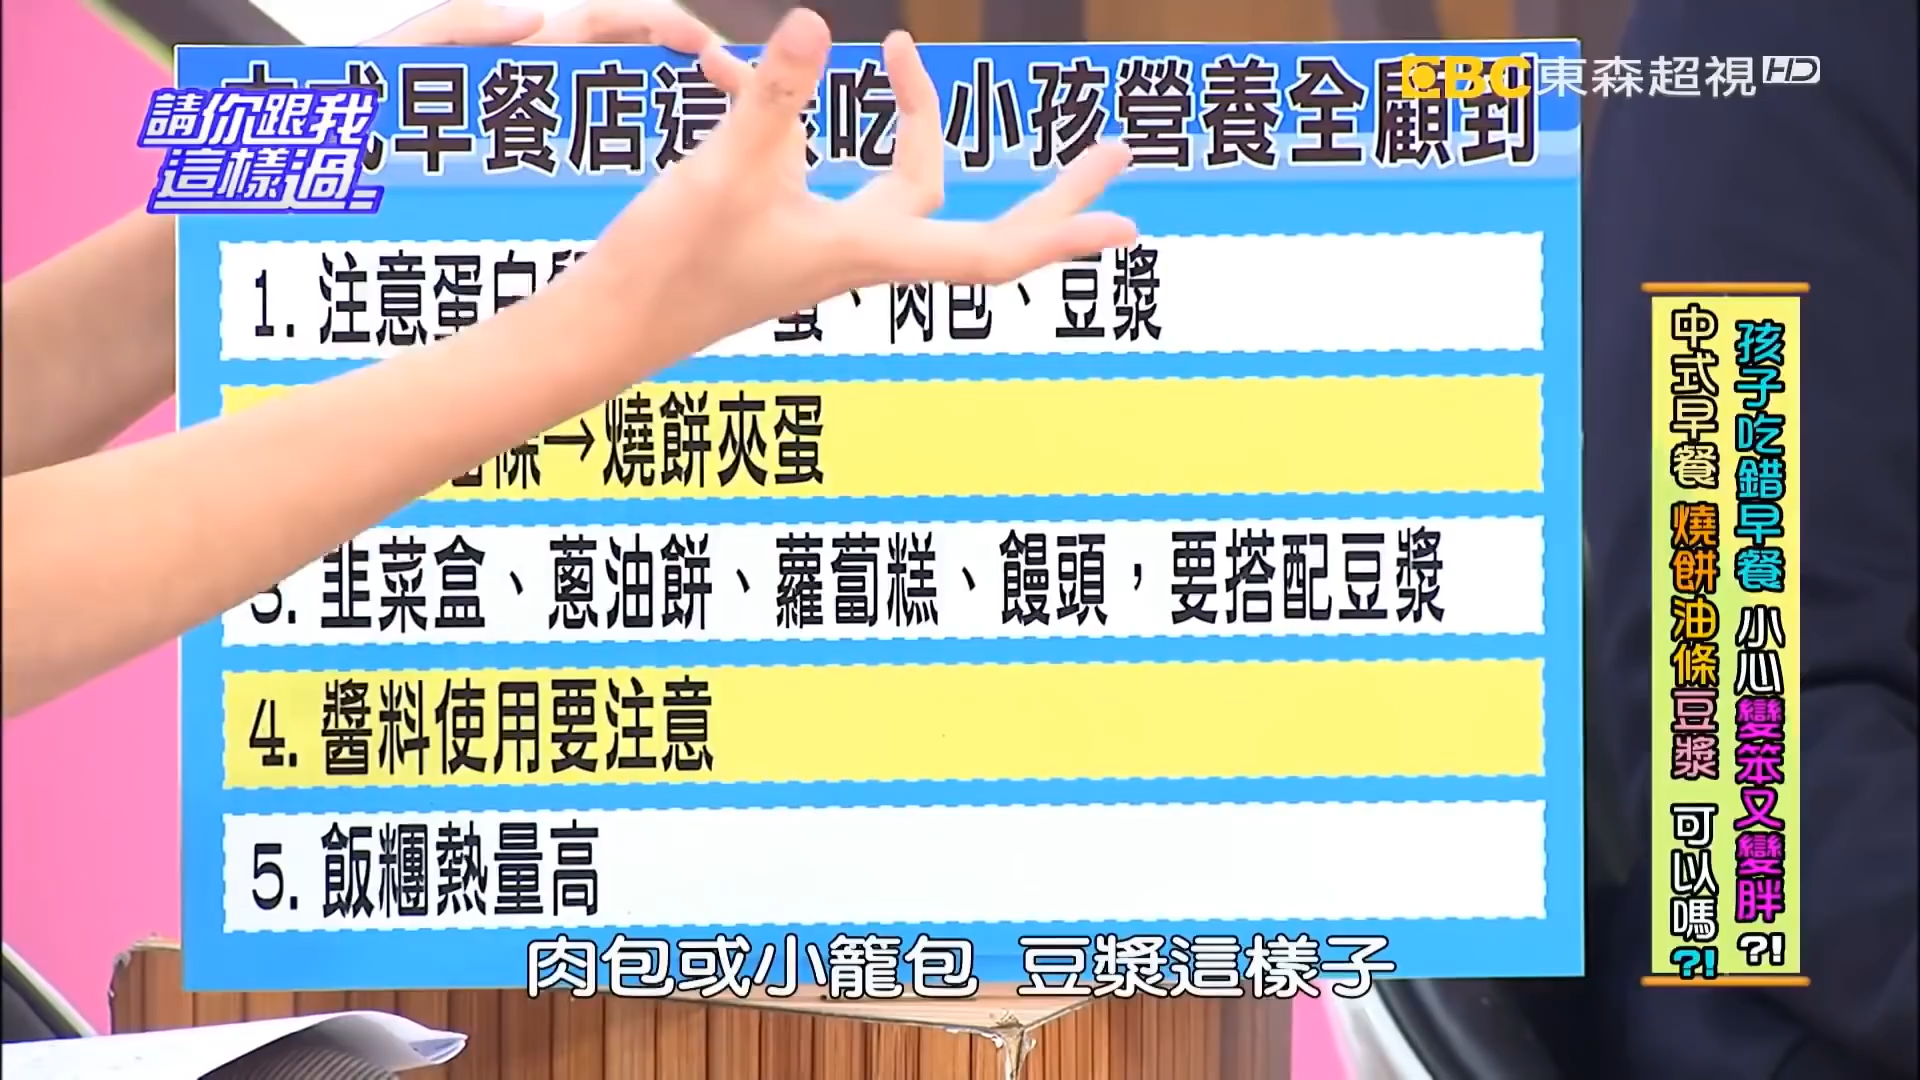 EBC東森超視HD
請你跟我
這樣過
式早餐店這樣吃 小孩營養全顧到
1. 注意蛋白 蛋、肉包、豆漿
條→燒餅夾蛋
3. 韭菜盒、蔥油餅、蘿蔔糕、饅頭,要搭配豆漿
4. 醬料使用要注意
5. 飯糰熱量高
肉包或小籠包 豆漿這樣子
孩子吃錯早餐 小心變笨又變胖?!
中式早餐 燒餅油條豆漿 可以嗎?!